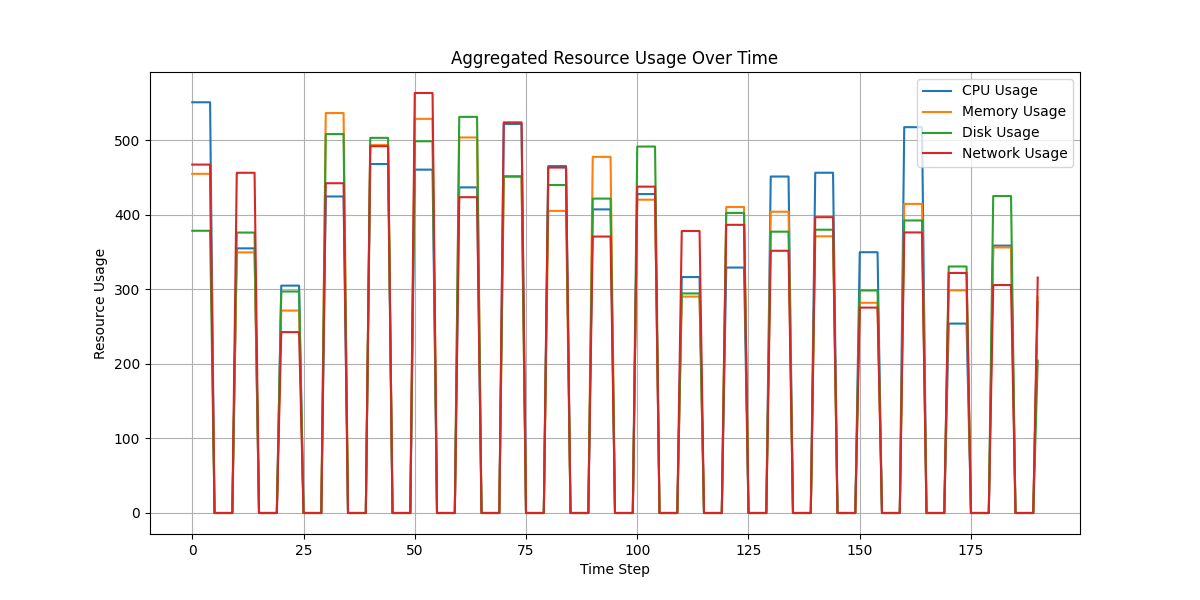 Aggregated Resource Usage Over Time
CPU Usage
Memory Usage
Disk Usage
Network Usage
Resource Usage
500
400
300
200
100
0
0 25 50 75 100 125 150 175
Time Step